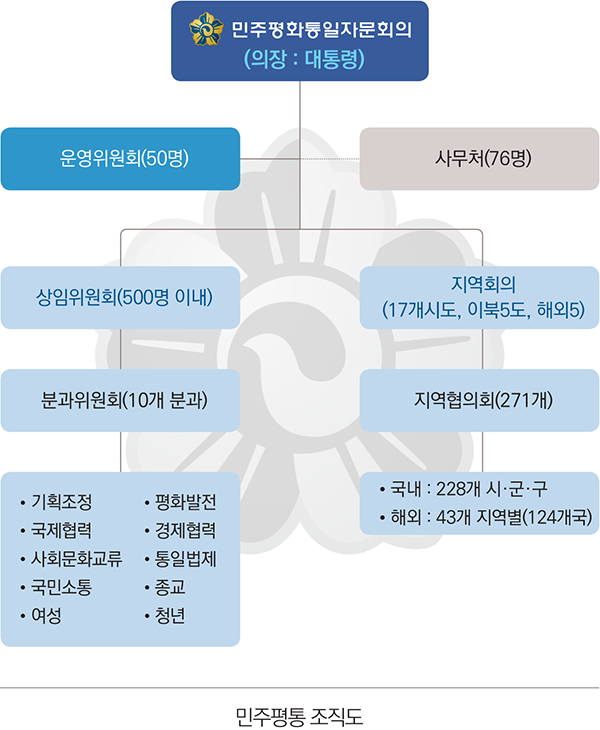 민주평화통일자문회의
(의장 : 대통령)
운영위원회(50명)
사무처(76명)
상임위원회(500명 이내)
지역회의
(17개시도, 이북5도, 해외5)
분과위원회(10개 분과)
지역협의회(271개)
• 기획조정
• 국제협력
• 사회문화교류
• 국민소통
• 여성
• 평화발전
• 경제협력
• 통일법제
• 종교
• 청년
• 국내 : 228개 시·군·구
• 해외 : 43개 지역별(124개국)
민주평통 조직도